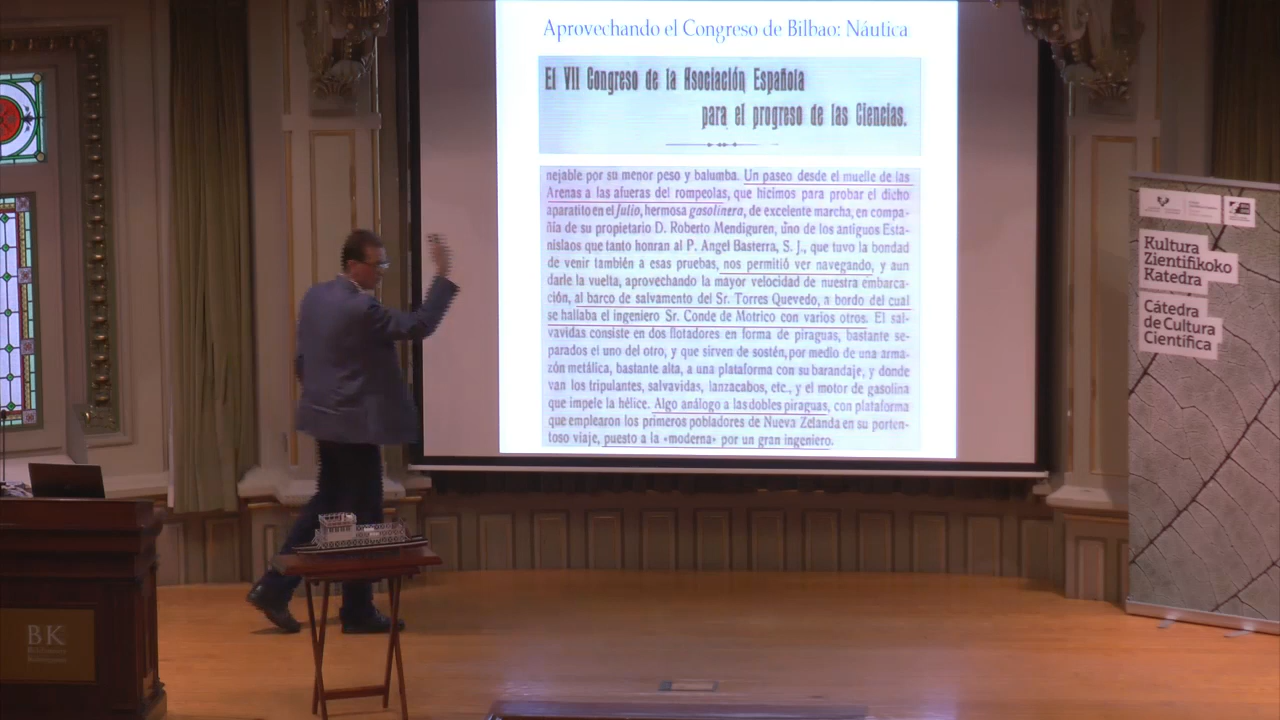 Aprovechando el Congreso de Bilbao: Náutica
El VII Congreso de la Asociación Española
para el progreso de las Ciencias.
nejable por su menor peso y balumba. Un paseo desde el muelle de las
Arenas a las afueras del rompeolas, que hicimos para probar el dicho
aparatito en el Julio, hermosa gasolinera, de excelente marcha, en compa-
ñía de su propietario D. Roberto Mendiguren, uno de los antiguos Esta-
nislaos que tanto honran al P. Angel Basterra, S. J., que tuvo la bondad
de venir también a esas pruebas, nos permitió ver navegando, y aun
darle la vuelta, aprovechando la mayor velocidad de nuestra embarca-
ción, al barco de salvamento del Sr. Torres Quevedo, a bordo del cual
se hallaba el ingeniero Sr. Conde de Motrico con varios otros. El sal-
vavidas consiste en dos flotadores en forma de piraguas, bastante se-
parados el uno del otro, y que sirven de sostén, por medio de una arma-
zón metálica, bastante alta, a una plataforma con su barandaje, y donde
van los tripulantes, salvavidas, lanzacabos, etc., y el motor de gasolina
que impele la hélice. Algo análogo a las dobles piraguas, con plataforma
que emplearon los primeros pobladores de Nueva Zelanda en su porten-
toso viaje, puesto a la «moderna» por un gran ingeniero.
Kultura
Zientifikoko
Katedra
Cátedra
de Cultura
Científica
BK